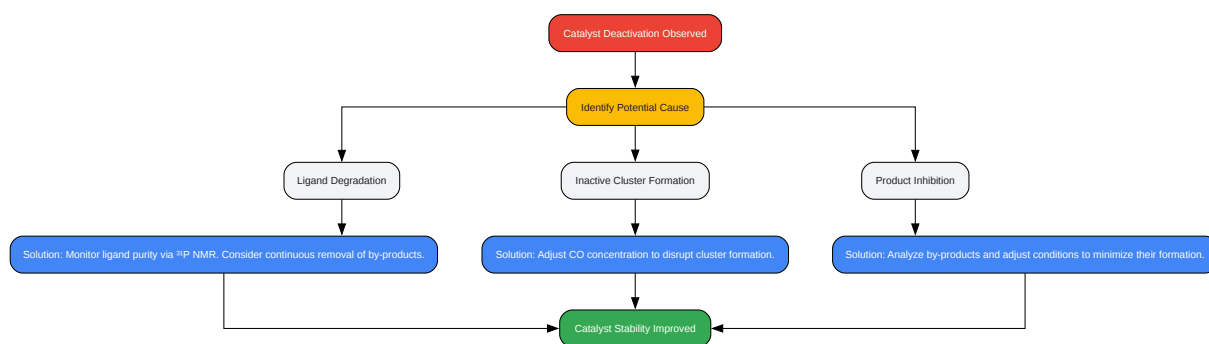 Catalyst Deactivation Observed
Identify Potential Cause
Ligand Degradation
Inactive Cluster Formation
Product Inhibition
Solution: Monitor ligand purity via ³¹P NMR. Consider continuous removal of by-products.
Solution: Adjust CO concentration to disrupt cluster formation.
Solution: Analyze by-products and adjust conditions to minimize their formation.
Catalyst Stability Improved